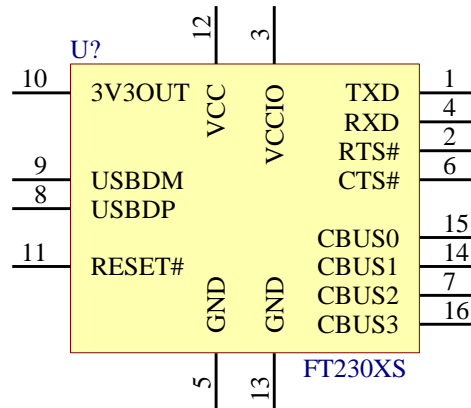 12
3
U?
10
3V3OUT
VCC
VCCIO
TXD
1
RXD
4
RTS#
2
9
USBDM
CTS#
6
8
USBDP
CBUS0
15
11
RESET#
CBUS1
14
CBUS2
7
GND
GND
CBUS3
16
5
13
FT230XS